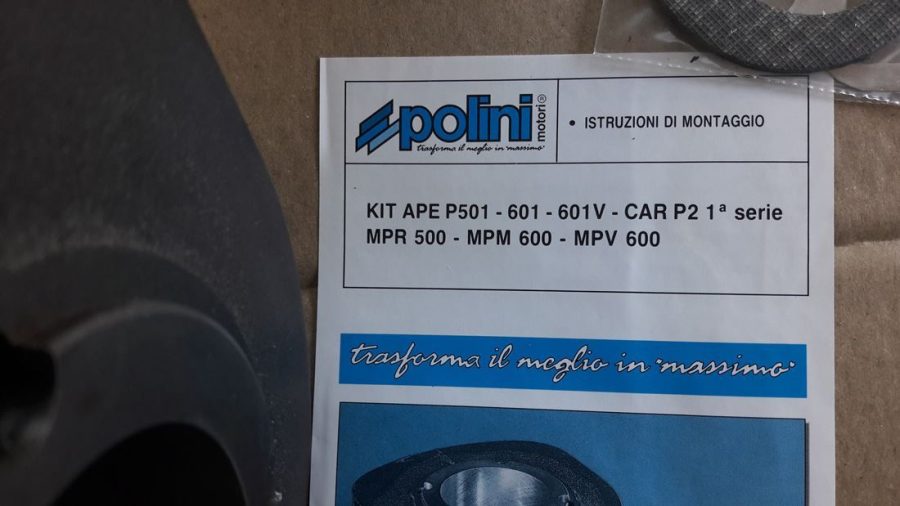 polini
motori®
trasforma il meglio in "massimo"
• ISTRUZIONI DI MONTAGGIO
KIT APE P501 - 601 - 601V - CAR P2 1ª serie
MPR 500 - MPM 600 - MPV 600
trasforma il meglio in "massimo"